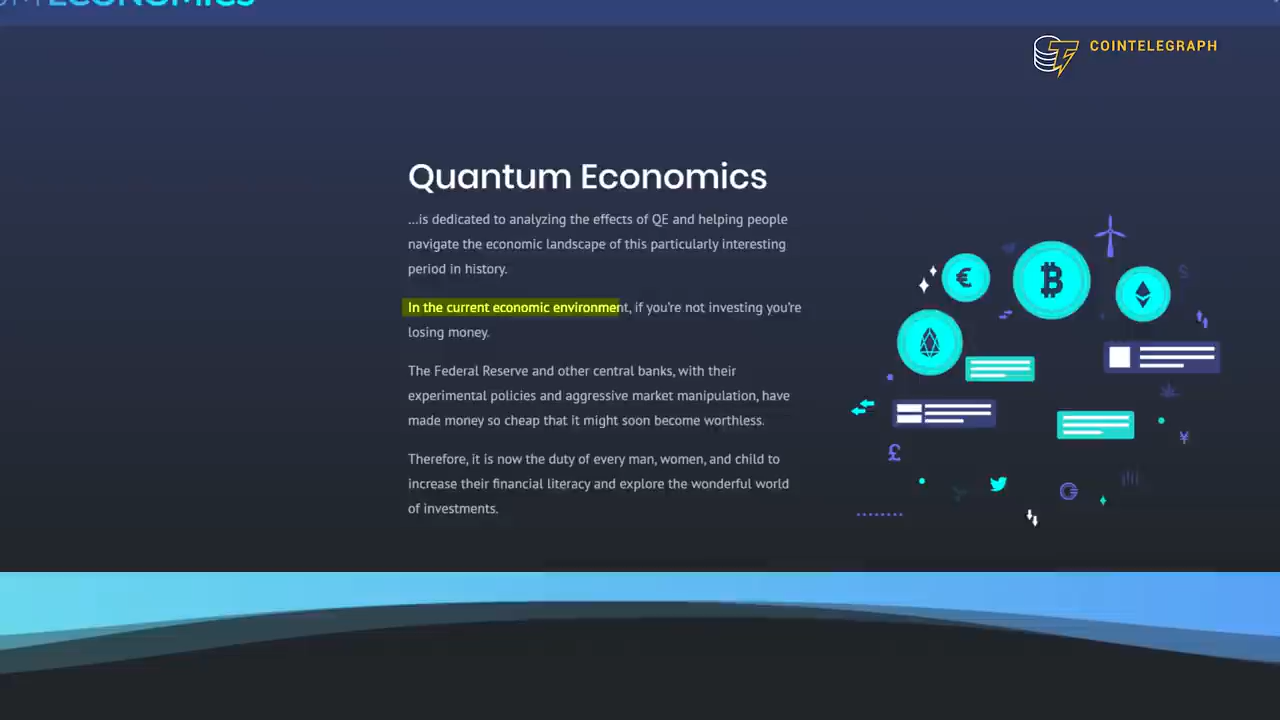 ECONOMICS
COINTELEGRAPH
Quantum Economics
...is dedicated to analyzing the effects of QE and helping people
navigate the economic landscape of this particularly interesting
period in history.
In the current economic environment, if you're not investing you're
losing money.
The Federal Reserve and other central banks, with their
experimental policies and aggressive market manipulation, have
made money so cheap that it might soon become worthless.
Therefore, it is now the duty of every man, women, and child to
increase their financial literacy and explore the wonderful world
of investments.